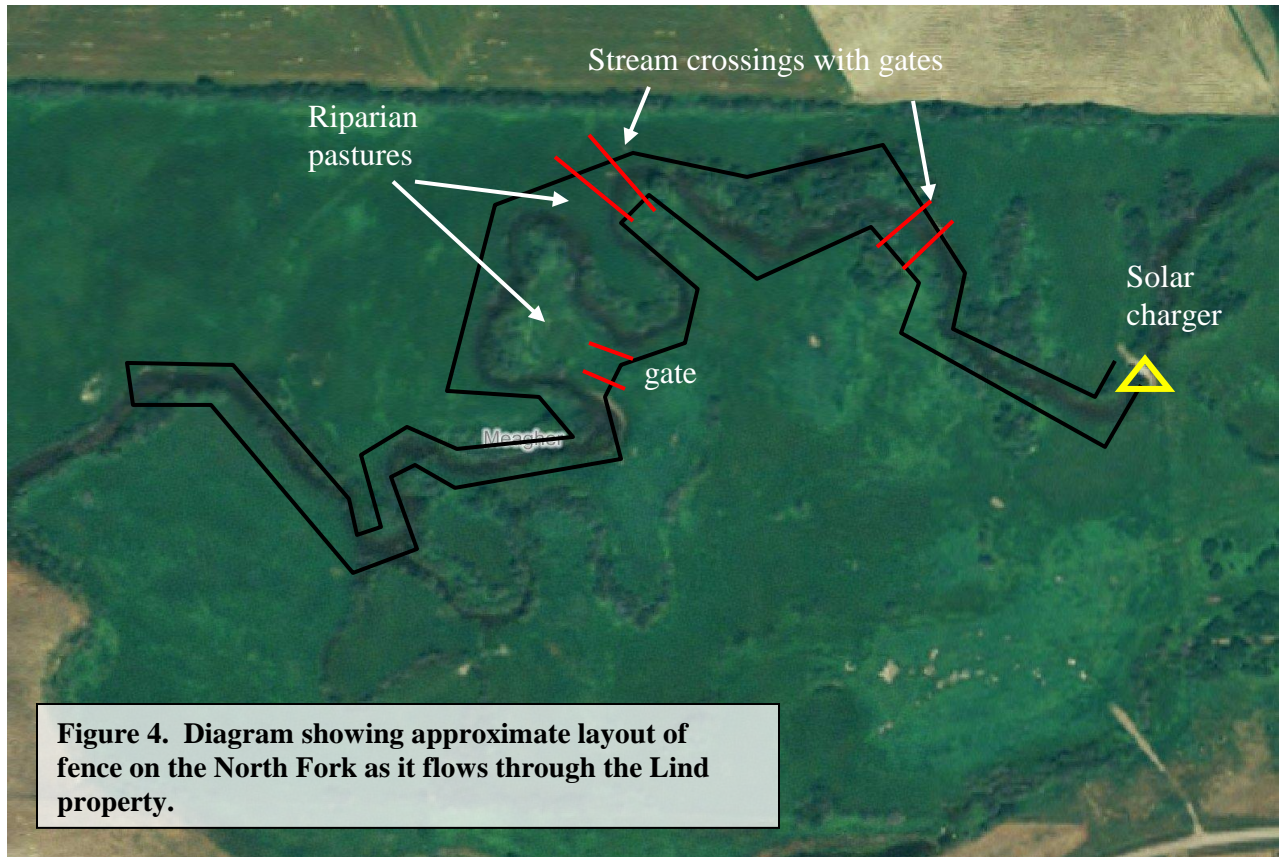 Stream crossings with gates
Riparian
pastures
Solar
charger
gate
Meagher
Figure 4.  Diagram showing approximate layout of
fence on the North Fork as it flows through the Lind
property.